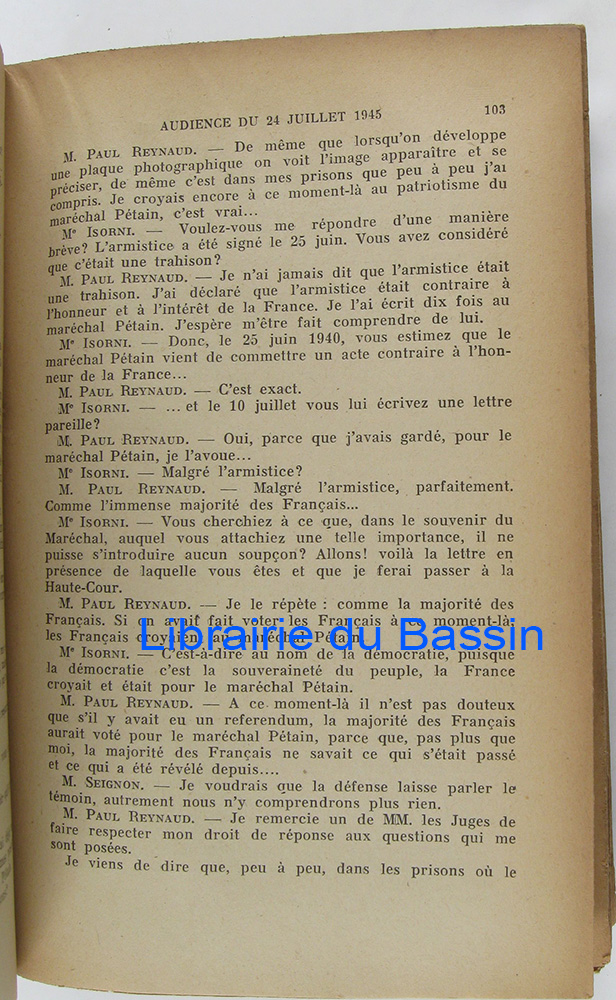 AUDIENCE DU 24 JUILLET 1945 103
M. PAUL REYNAUD. — De même que lorsqu'on développe
une plaque photographique on voit l'image apparaître et se
préciser, de même c'est dans mes prisons que peu à peu j'ai
compris. Je croyais encore à ce moment-là au patriotisme du
maréchal Pétain, c'est vrai...
Me ISORNI. — Voulez-vous me répondre d'une manière
brève? L'armistice a été signé le 25 juin. Vous avez considéré
que c'était une trahison?
M. PAUL REYNAUD. — Je n'ai jamais dit que l'armistice était
une trahison. J'ai déclaré que l'armistice était contraire à
l'honneur et à l'intérêt de la France. Je l'ai écrit dix fois au
maréchal Pétain. J'espère m'être fait comprendre de lui.
Me ISORNI. — Donc, le 25 juin 1940, vous estimez que le
maréchal Pétain vient de commettre un acte contraire à l'hon-
neur de la France...
M. PAUL REYNAUD. — C'est exact.
Me ISORNI. — ... et le 10 juillet vous lui écrivez une lettre
pareille?
M. PAUL REYNAUD. — Oui, parce que j'avais gardé, pour le
maréchal Pétain, je l'avoue...
Me ISORNI. — Malgré l'armistice?
M. PAUL REYNAUD. — Malgré l'armistice, parfaitement.
Comme l'immense majorité des Français...
Me ISORNI. — Vous cherchiez à ce que, dans le souvenir du
Maréchal, auquel vous attachiez une telle importance, il ne
puisse s'introduire aucun soupçon? Allons! voilà la lettre en
présence de laquelle vous êtes et que je ferai passer à la
Haute-Cour.
M. PAUL REYNAUD. — Je le répète : comme la majorité des
Français. Si on avait fait voter les Français à ce moment-là,
les Français croyaient au maréchal Pétain.
Librairie du Bassin
Me ISORNI. — C'est-à-dire au nom de la démocratie, puisque
la démocratie c'est la souveraineté du peuple, la France
croyait et était pour le maréchal Pétain.
M. PAUL REYNAUD. — A ce moment-là il n'est pas douteux
que s'il y avait eu un referendum, la majorité des Français
aurait voté pour le maréchal Pétain, parce que, pas plus que
moi, la majorité des Français ne savait ce qui s'était passé
et ce qui a été révélé depuis....
M. SEIGNON. — Je voudrais que la défense laisse parler le
témoin, autrement nous n'y comprendrons plus rien.
M. PAUL REYNAUD. — Je remercie un de MM. les Juges de
faire respecter mon droit de réponse aux questions qui me
sont posées.
Je viens de dire que, peu à peu, dans les prisons où le